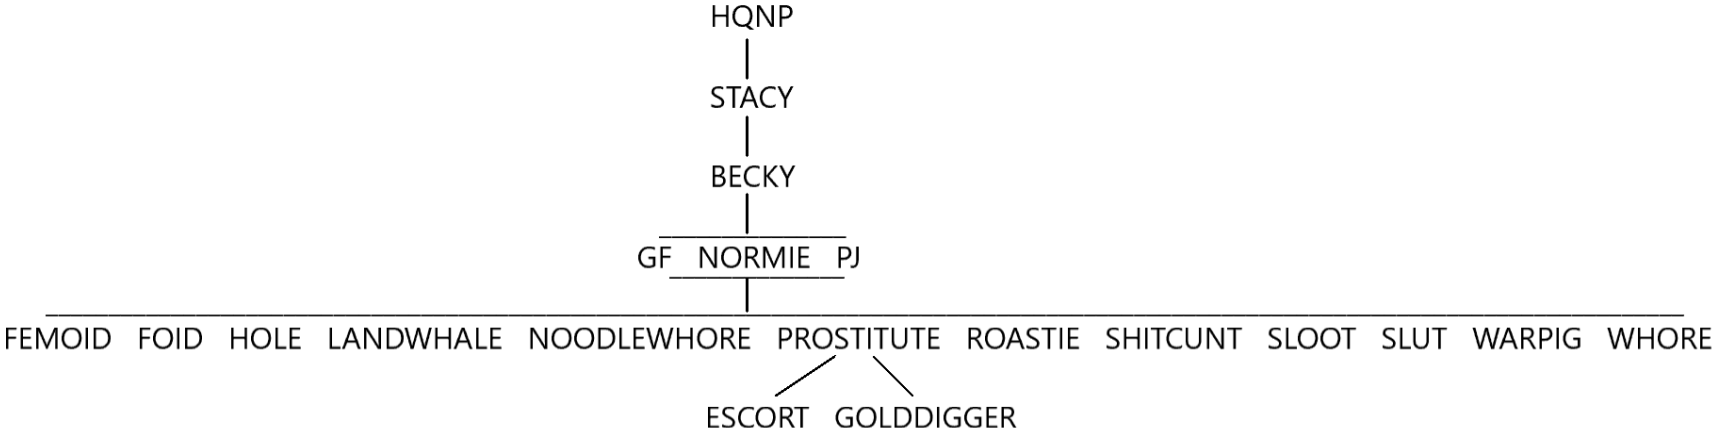 HQNP
STACY
BECKY
GF NORMIE PJ
FEMOID FOID HOLE LANDWHALE NOODLEWHORE PROSTITUTE ROASTIE SHITCUNT SLOOT SLUT WARPIG WHORE
ESCORT GOLDDIGGER